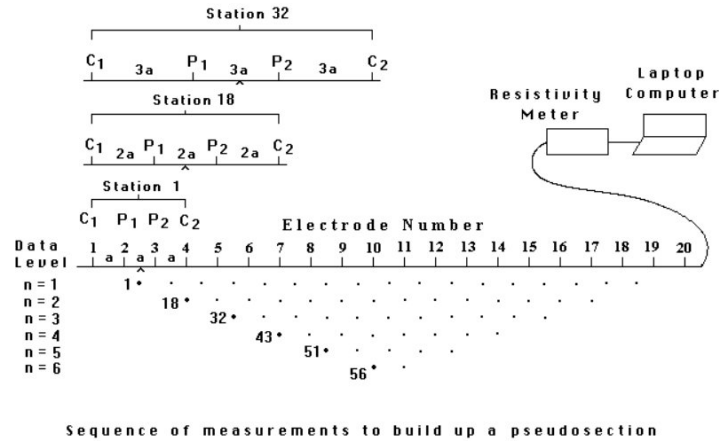 Station 32
C1 3a P1 3a P2 3a C2
Station 18
C1 2a P1 2a P2 2a C2
Station 1
C1 P1 P2 C2
Resistivity Meter
Laptop Computer
Electrode Number
Data Level
1 2 3 4 5 6 7 8 9 10 11 12 13 14 15 16 17 18 19 20
a a a
n = 1 1
n = 2 18
n = 3 32
n = 4 43
n = 5 51
n = 6 56
Sequence of measurements to build up a pseudosection